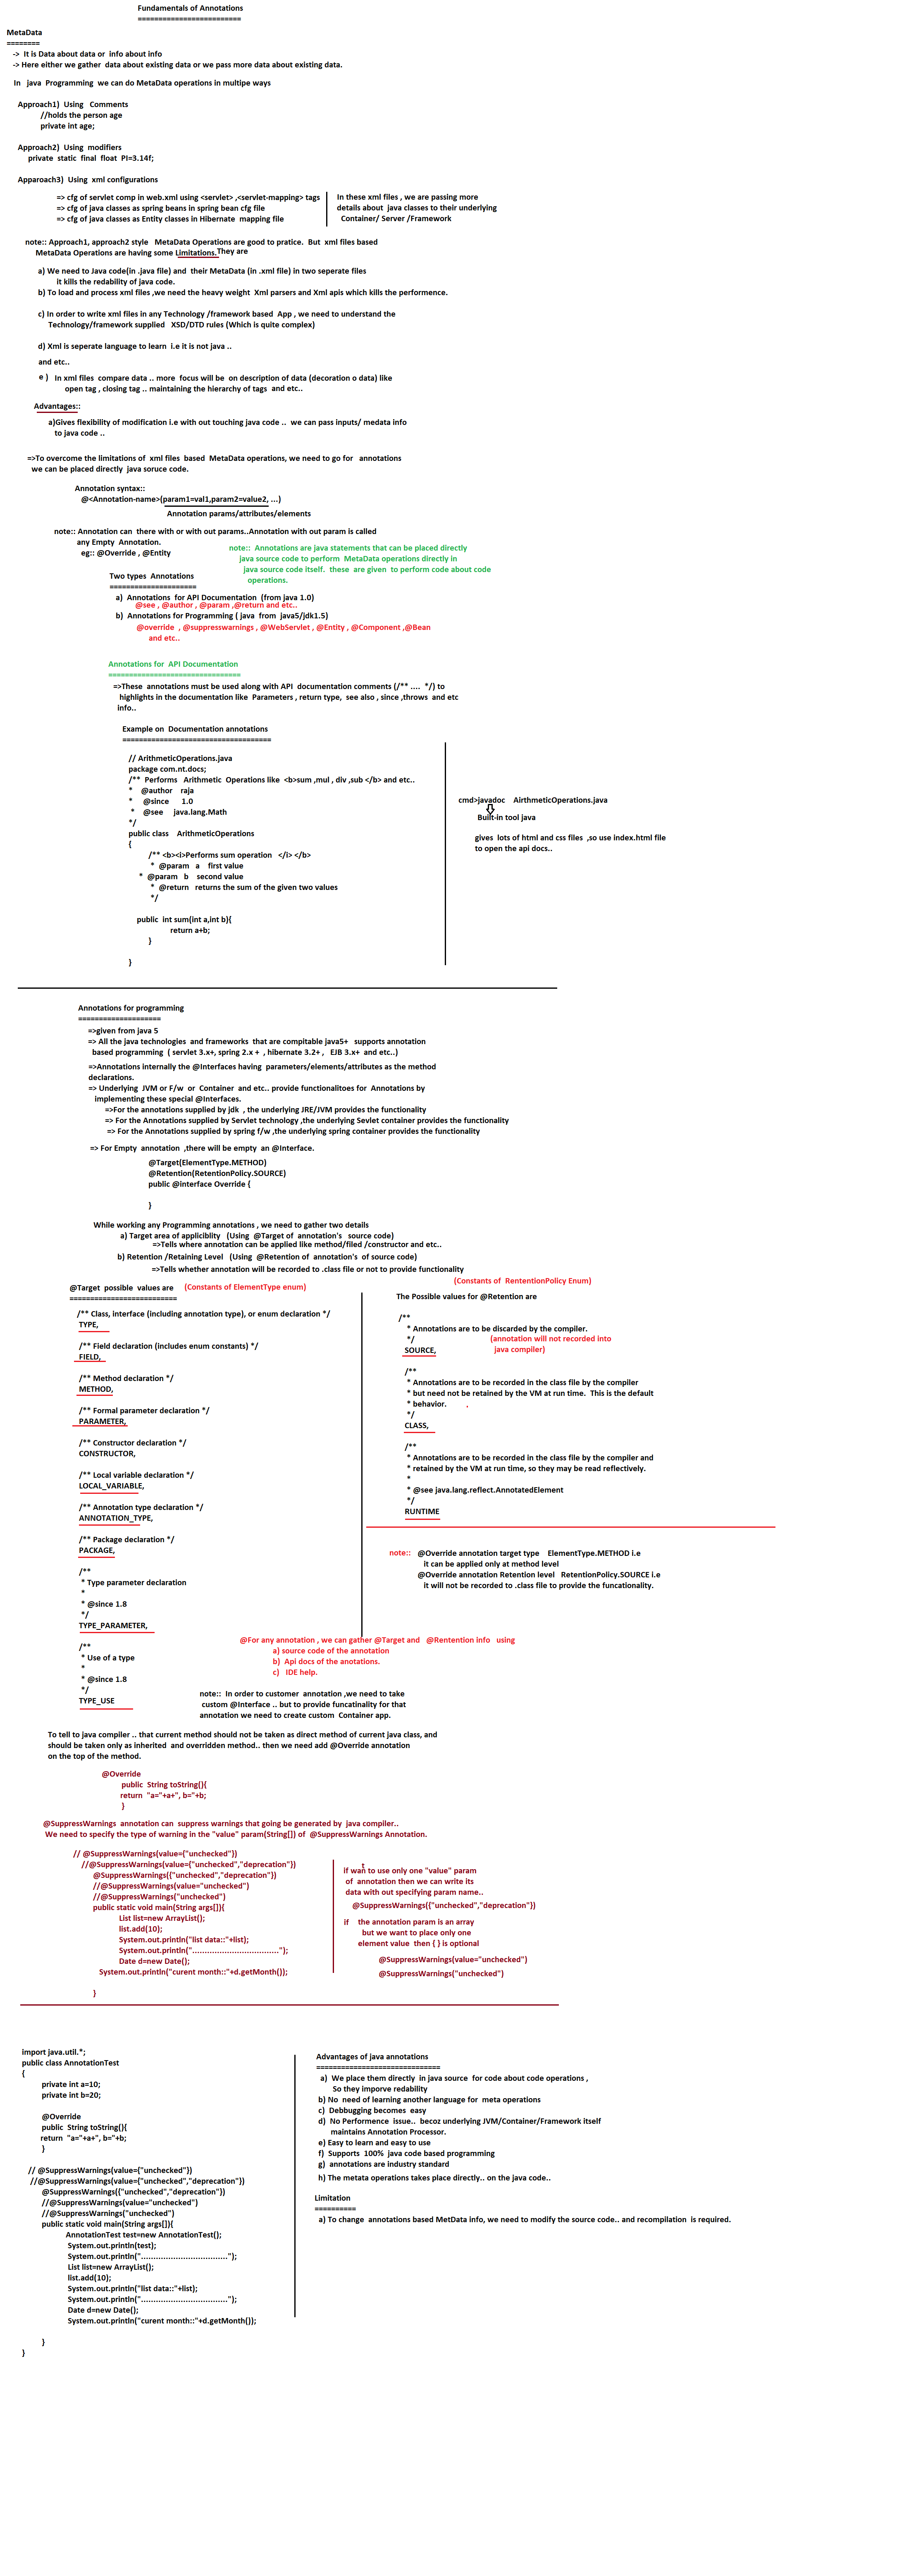 Fundamentals of Annotations
=========================
MetaData
========
-> It is Data about data or info about info
-> Here either we gather data about existing data or we pass more data about existing data.
In java Programming we can do MetaData operations in multipe ways
Approach1) Using Comments
//holds the person age
private int age;
Approach2) Using modifiers
private static final float PI=3.14f;
Apparoach3) Using xml configurations
=> cfg of servlet comp in web.xml using <servlet> ,<servlet-mapping> tags
=> cfg of java classes as spring beans in spring bean cfg file
=> cfg of java classes as Entity classes in Hibernate mapping file
In these xml files , we are passing more
details about java classes to their underlying
Container/ Server /Framework
note:: Approach1, approach2 style MetaData Operations are good to pratice. But xml files based
MetaData Operations are having some Limitations. They are
a) We need to Java code(in .java file) and their MetaData (in .xml file) in two seperate files
it kills the redability of java code.
b) To load and process xml files ,we need the heavy weight Xml parsers and Xml apis which kills the performence.
c) In order to write xml files in any Technology /framework based App , we need to understand the
Technology/framework supplied XSD/DTD rules (Which is quite complex)
d) Xml is seperate language to learn i.e it is not java ..
and etc..
e ) In xml files compare data .. more focus will be on description of data (decoration o data) like
open tag , closing tag .. maintaining the hierarchy of tags and etc..
Advantages::
a)Gives flexibility of modification i.e with out touching java code .. we can pass inputs/ medata info
to java code ..
=>To overcome the limitations of xml files based MetaData operations, we need to go for annotations
we can be placed directly java soruce code.
Annotation syntax::
@<Annotation-name>(param1=val1,param2=value2, ...)
Annotation params/attributes/elements
note:: Annotation can there with or with out params..Annotation with out param is called
any Empty Annotation.
eg:: @Override , @Entity
note:: Annotations are java statements that can be placed directly
java source code to perform MetaData operations directly in
java source code itself. these are given to perform code about code
operations.
Two types Annotations
=====================
a) Annotations for API Documentation (from java 1.0)
@see , @author , @param ,@return and etc..
b) Annotations for Programming ( java from java5/jdk1.5)
@override , @suppresswarnings , @WebServlet , @Entity , @Component ,@Bean
and etc..
Annotations for API Documentation
================================
=>These annotations must be used along with API documentation comments (/** .... */) to
highlights in the documentation like Parameters , return type, see also , since ,throws and etc
info..
Example on Documentation annotations
====================================
// ArithmeticOperations.java
package com.nt.docs;
/** Performs Arithmetic Operations like <b>sum ,mul , div ,sub </b> and etc..
* @author raja
* @since 1.0
* @see java.lang.Math
*/
public class ArithmeticOperations
{
/** <b><i>Performs sum operation </i> </b>
* @param a first value
* @param b second value
* @return returns the sum of the given two values
*/
public int sum(int a,int b){
return a+b;
}
}
cmd>javadoc AirthmeticOperations.java
Built-in tool java
gives lots of html and css files ,so use index.html file
to open the api docs..
Annotations for programming
====================
=>given from java 5
=> All the java technologies and frameworks that are compitable java5+ supports annotation
based programming ( servlet 3.x+, spring 2.x + , hibernate 3.2+ , EJB 3.x+ and etc..)
=>Annotations internally the @Interfaces having parameters/elements/attributes as the method
declarations.
=> Underlying JVM or F/w or Container and etc.. provide functionalitoes for Annotations by
implementing these special @Interfaces.
=>For the annotations supplied by jdk , the underlying JRE/JVM provides the functionality
=> For the Annotations supplied by Servlet technology ,the underlying Sevlet container provides the functionality
=> For the Annotations supplied by spring f/w ,the underlying spring container provides the functionality
=> For Empty annotation ,there will be empty an @Interface.
@Target(ElementType.METHOD)
@Retention(RetentionPolicy.SOURCE)
public @interface Override {
}
While working any Programming annotations , we need to gather two details
a) Target area of appliciblity (Using @Target of annotation's source code)
=>Tells where annotation can be applied like method/filed /constructor and etc..
b) Retention /Retaining Level (Using @Retention of annotation's of source code)
=>Tells whether annotation will be recorded to .class file or not to provide functionality
@Target possible values are (Constants of ElementType enum)
==========================
/** Class, interface (including annotation type), or enum declaration */
TYPE,
/** Field declaration (includes enum constants) */
FIELD,
/** Method declaration */
METHOD,
/** Formal parameter declaration */
PARAMETER,
/** Constructor declaration */
CONSTRUCTOR,
/** Local variable declaration */
LOCAL_VARIABLE,
/** Annotation type declaration */
ANNOTATION_TYPE,
/** Package declaration */
PACKAGE,
/**
* Type parameter declaration
*
* @since 1.8
*/
TYPE_PARAMETER,
/**
* Use of a type
*
* @since 1.8
*/
TYPE_USE
(Constants of RententionPolicy Enum)
The Possible values for @Retention are
/**
* Annotations are to be discarded by the compiler.
*/
SOURCE,
(annotation will not recorded into
java compiler)
/**
* Annotations are to be recorded in the class file by the compiler
* but need not be retained by the VM at run time. This is the default
* behavior.
*/
CLASS,
/**
* Annotations are to be recorded in the class file by the compiler and
* retained by the VM at run time, so they may be read reflectively.
*
* @see java.lang.reflect.AnnotatedElement
*/
RUNTIME
note:: @Override annotation target type ElementType.METHOD i.e
it can be applied only at method level
@Override annotation Retention level RetentionPolicy.SOURCE i.e
it will not be recorded to .class file to provide the funcationality.
@For any annotation , we can gather @Target and @Rentention info using
a) source code of the annotation
b) Api docs of the anotations.
c) IDE help.
note:: In order to customer annotation ,we need to take
custom @Interface .. but to provide funcatinality for that
annotation we need to create custom Container app.
To tell to java compiler .. that current method should not be taken as direct method of current java class, and
should be taken only as inherited and overridden method.. then we need add @Override annotation
on the top of the method.
@Override
public String toString(){
return "a="+a+", b="+b;
}
@SuppressWarnings annotation can suppress warnings that going be generated by java compiler..
We need to specify the type of warning in the "value" param(String[]) of @SuppressWarnings Annotation.
// @SuppressWarnings(value={"unchecked"})
//@SuppressWarnings(value={"unchecked","deprecation"})
@SuppressWarnings({"unchecked","deprecation"})
//@SuppressWarnings(value="unchecked")
//@SuppressWarnings("unchecked")
public static void main(String args[]){
List list=new ArrayList();
list.add(10);
System.out.println("list data::"+list);
System.out.println("...................................");
Date d=new Date();
System.out.println("curent month::"+d.getMonth());
}
if wan to use only one "value" param
t
of annotation then we can write its
data with out specifying param name..
@SuppressWarnings({"unchecked","deprecation"})
if the annotation param is an array
but we want to place only one
element value then { } is optional
@SuppressWarnings(value="unchecked")
@SuppressWarnings("unchecked")
import java.util.*;
public class AnnotationTest
{
private int a=10;
private int b=20;
@Override
public String toString(){
return "a="+a+", b="+b;
}
// @SuppressWarnings(value={"unchecked"})
//@SuppressWarnings(value={"unchecked","deprecation"})
@SuppressWarnings({"unchecked","deprecation"})
//@SuppressWarnings(value="unchecked")
//@SuppressWarnings("unchecked")
public static void main(String args[]){
AnnotationTest test=new AnnotationTest();
System.out.println(test);
System.out.println("...................................");
List list=new ArrayList();
list.add(10);
System.out.println("list data::"+list);
System.out.println("...................................");
Date d=new Date();
System.out.println("curent month::"+d.getMonth());
}
}
Advantages of java annotations
==============================
a) We place them directly in java source for code about code operations ,
So they imporve redability
b) No need of learning another language for meta operations
c) Debbugging becomes easy
d) No Performence issue.. becoz underlying JVM/Container/Framework itself
maintains Annotation Processor.
e) Easy to learn and easy to use
f) Supports 100% java code based programming
g) annotations are industry standard
h) The metata operations takes place directly.. on the java code..
Limitation
==========
a) To change annotations based MetData info, we need to modify the source code.. and recompilation is required.